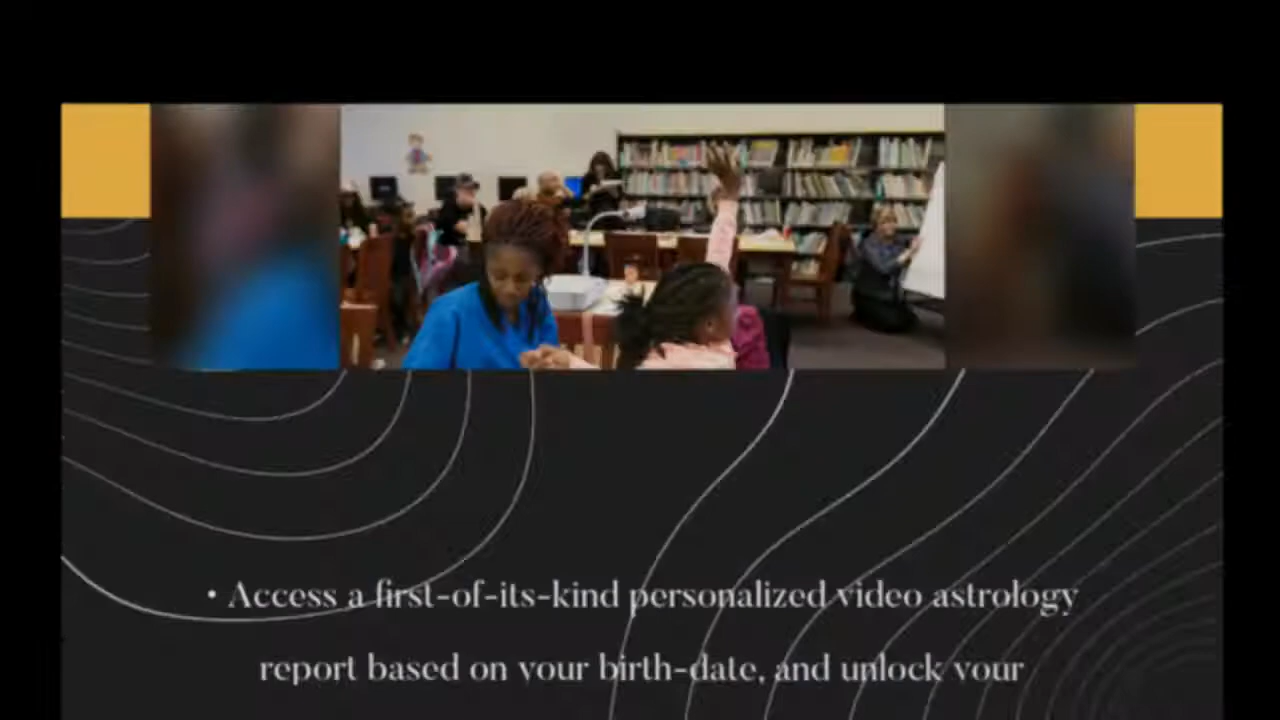 • Access a first-of-its-kind personalized video astrology
report based on your birth-date, and unlock your